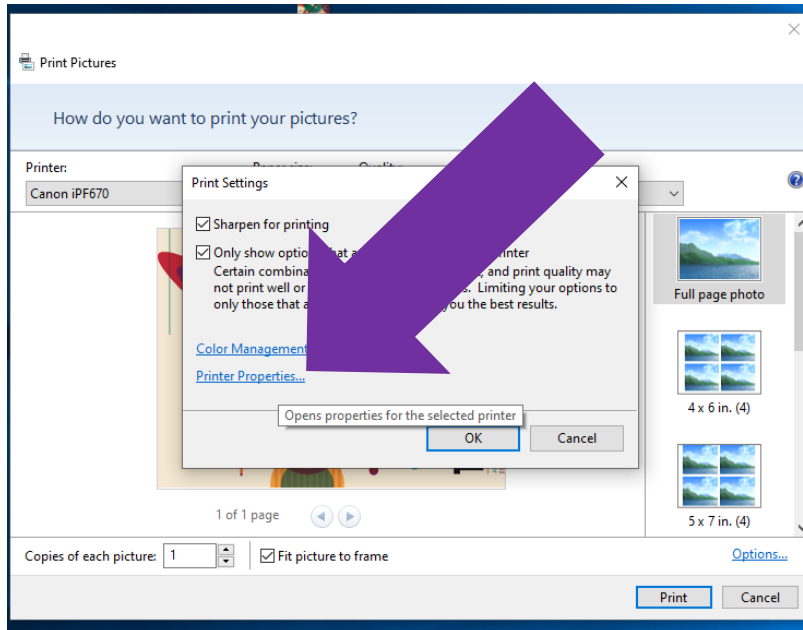 Print Pictures
How do you want to print your pictures?
Printer:
Canon iPF670
Print Settings
Sharpen for printing
Only show
Certain
and print quality may
not print well or
Limiting your options to
only those that
you the best results.
Color Management
Printer Properties...
Opens properties for the selected printer
OK Cancel
Full page photo
4 x 6 in. (4)
5 x 7 in. (4)
1 of 1 page
Copies of each picture: 1 Fit picture to frame
Options...
Print Cancel